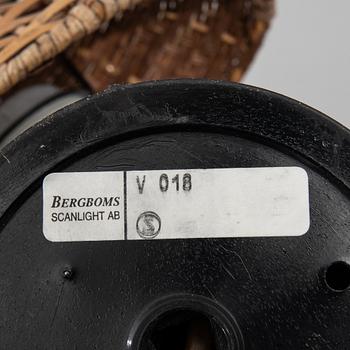 BERGBOMS
SCANLIGHT AB
V 018
S